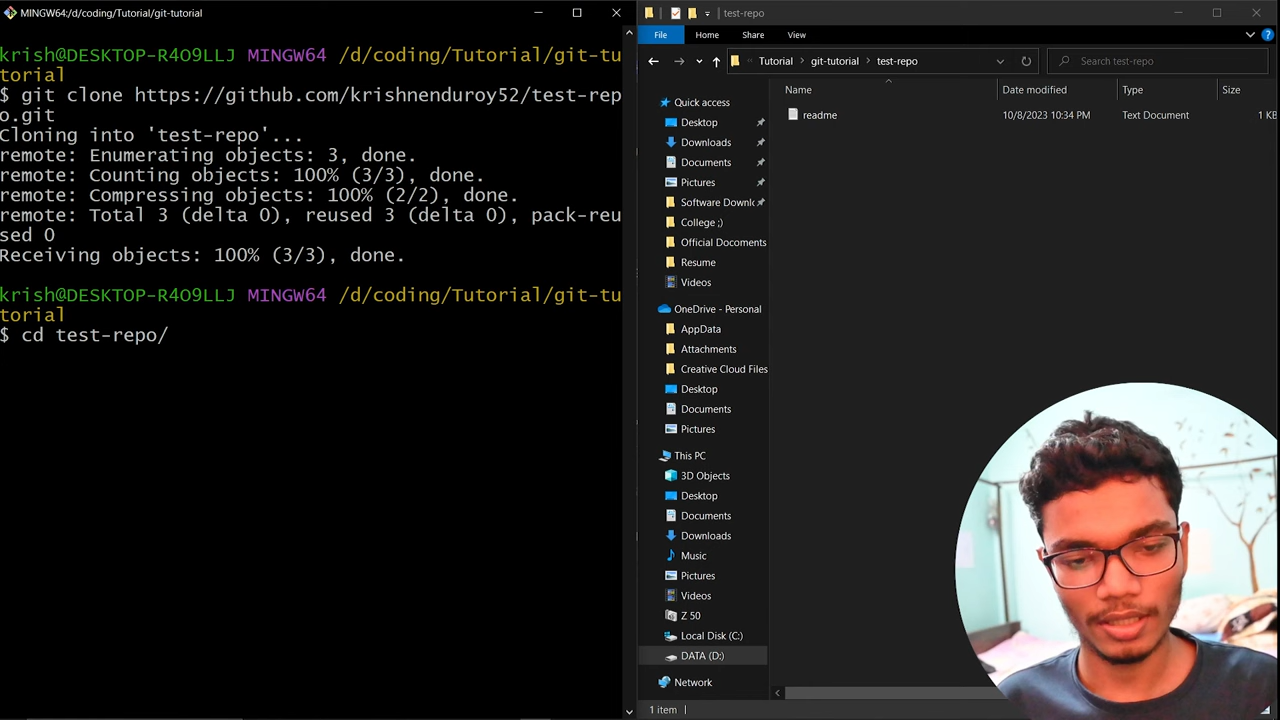 MINGW64:/d/coding/Tutorial/git-tutorial
krish@DESKTOP-R4O9LLJ MINGW64 /d/coding/Tutorial/git-tu
torial
$ git clone https://github.com/krishnenduroy52/test-rep
o.git
Cloning into 'test-repo'...
remote: Enumerating objects: 3, done.
remote: Counting objects: 100% (3/3), done.
remote: Compressing objects: 100% (2/2), done.
remote: Total 3 (delta 0), reused 3 (delta 0), pack-reu
sed 0
Receiving objects: 100% (3/3), done.
krish@DESKTOP-R4O9LLJ MINGW64 /d/coding/Tutorial/git-tu
torial
$ cd test-repo/
test-repo
File Home Share View
Tutorial git-tutorial test-repo
Search test-repo
Name Date modified Type Size
readme 10/8/2023 10:34 PM Text Document 1 KB
Quick access
Desktop
Downloads
Documents
Pictures
Software Downlo
College ;)
Official Docoments
Resume
Videos
OneDrive - Personal
AppData
Attachments
Creative Cloud Files
Desktop
Documents
Pictures
This PC
3D Objects
Desktop
Documents
Downloads
Music
Pictures
Videos
Z 50
Local Disk (C:)
DATA (D:)
Network
1 item